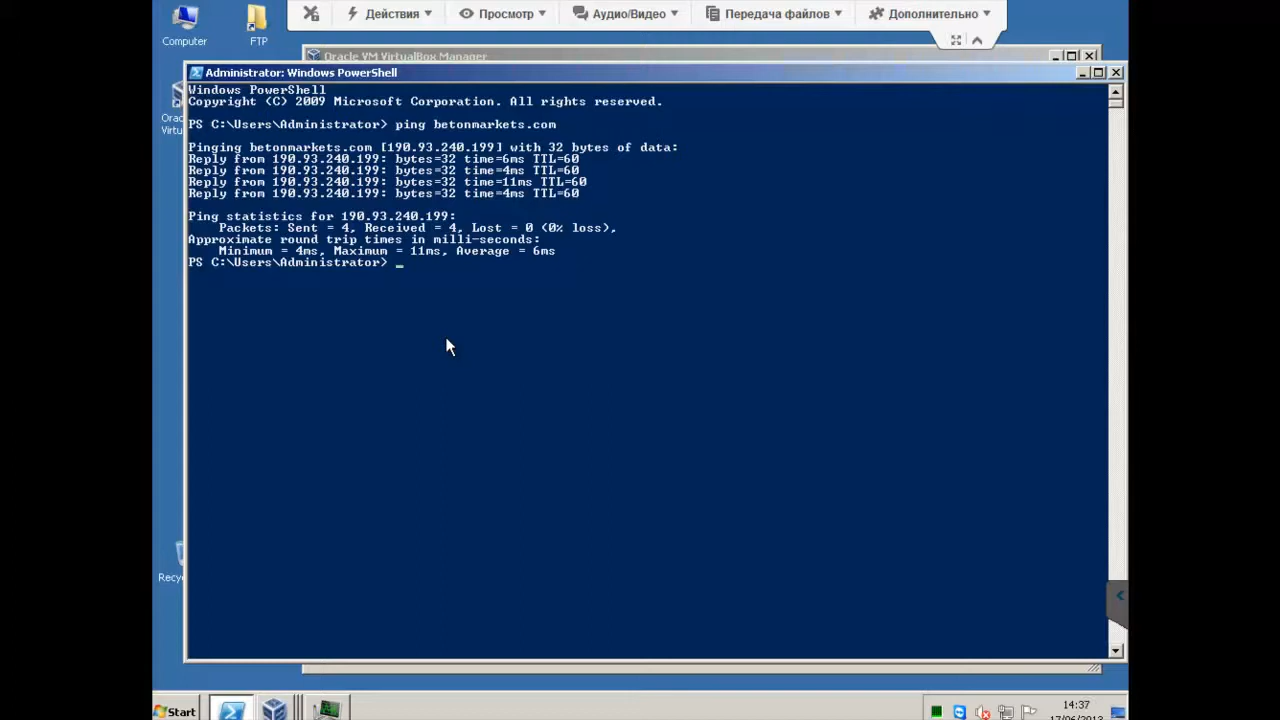 Computer
FTP
Действия
Просмотр
Аудио/Видео
Передача файлов
Дополнительно
Oracle VM VirtualBox Manager
Administrator: Windows PowerShell
Windows PowerShell
Copyright (C) 2009 Microsoft Corporation. All rights reserved.
PS C:\Users\Administrator> ping betonmarkets.com
Pinging betonmarkets.com [190.93.240.199] with 32 bytes of data:
Reply from 190.93.240.199: bytes=32 time=6ms TTL=60
Reply from 190.93.240.199: bytes=32 time=4ms TTL=60
Reply from 190.93.240.199: bytes=32 time=11ms TTL=60
Reply from 190.93.240.199: bytes=32 time=4ms TTL=60
Ping statistics for 190.93.240.199:
Packets: Sent = 4, Received = 4, Lost = 0 (0% loss),
Approximate round trip times in milli-seconds:
Minimum = 4ms, Maximum = 11ms, Average = 6ms
PS C:\Users\Administrator> _
Orac
Virtu
Recyc
Start
14:37
17/06/2013